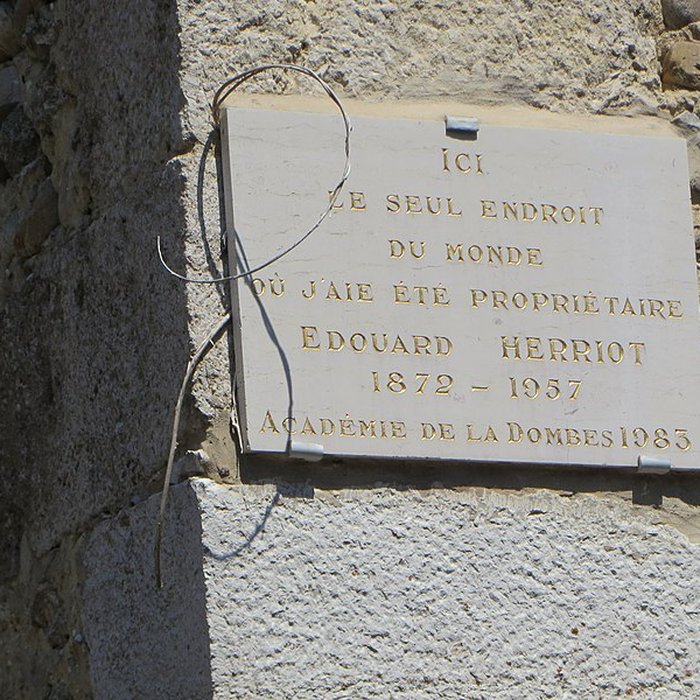 ICI
LE SEUL ENDROIT
DU MONDE
OÙ J'AIE ÉTÉ PROPRIÉTAIRE
EDOUARD HERRIOT
1872 - 1957
ACADÉMIE DE LA DOMBES 1983